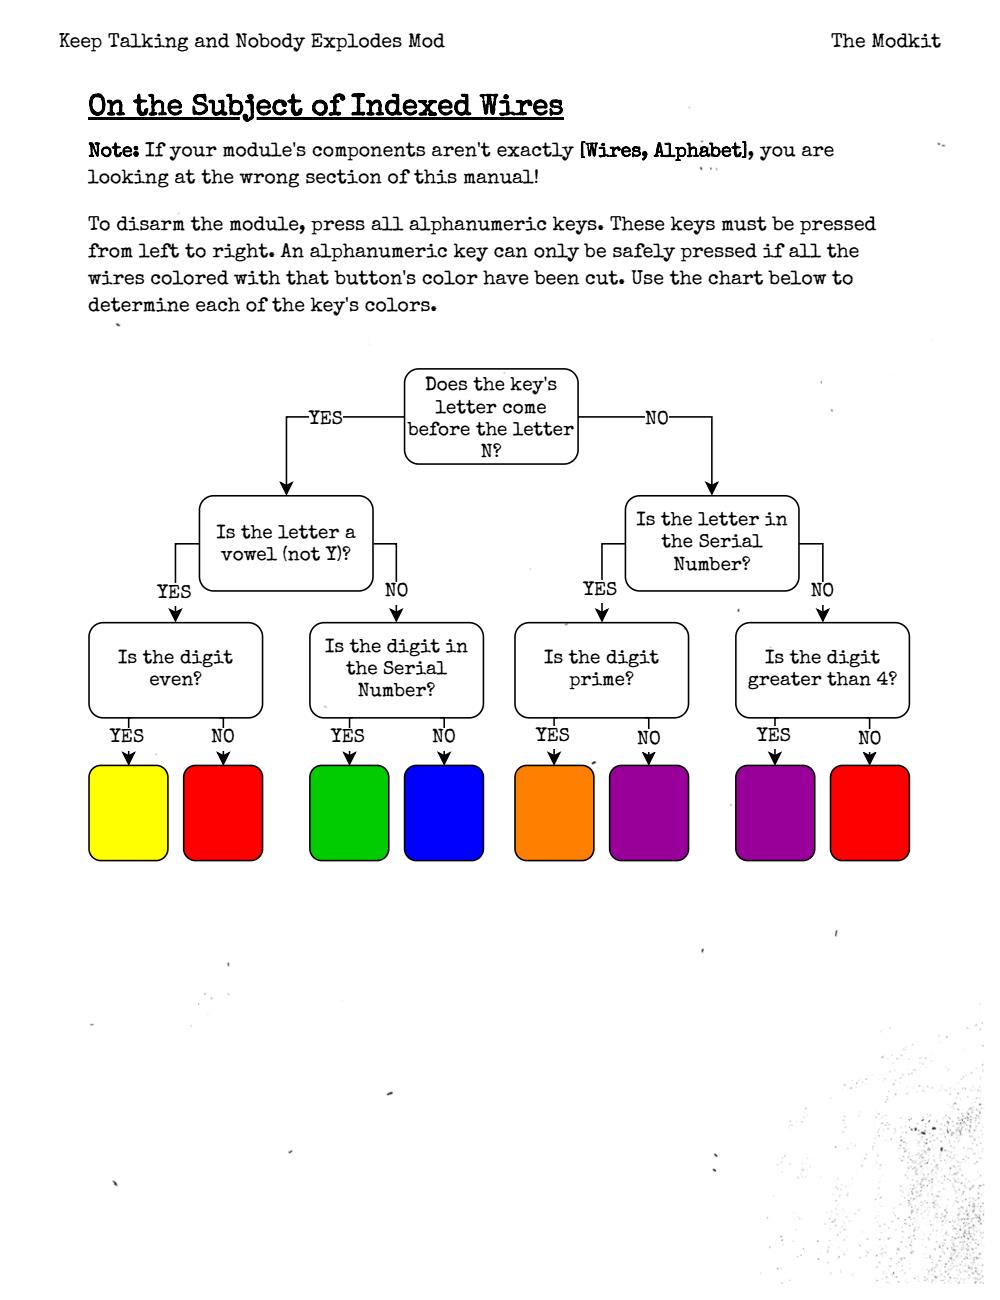 Keep Talking and Nobody Explodes Mod The Modkit
On the Subject of Indexed Wires
Note: If your module's components aren't exactly [Wires, Alphabet], you are
looking at the wrong section of this manual!
To disarm the module, press all alphanumeric keys. These keys must be pressed
from left to right. An alphanumeric key can only be safely pressed if all the
wires colored with that button's color have been cut. Use the chart below to
determine each of the key's colors.
Does the key's
letter come
before the letter
N?
YES
NO
Is the letter a
vowel (not Y)?
Is the letter in
the Serial
Number?
YES
NO
YES
NO
Is the digit
even?
Is the digit in
the Serial
Number?
Is the digit
prime?
Is the digit
greater than 4?
YES
NO
YES
NO
YES
NO
YES
NO